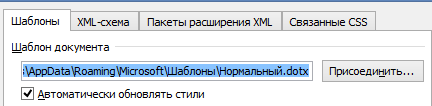 Шаблоны XML-схема Пакеты расширения XML Связанные CSS
Шаблон документа
:\AppData\Roaming\Microsoft\Шаблоны\Нормальный.dotx Присоединить...
Автоматически обновлять стили